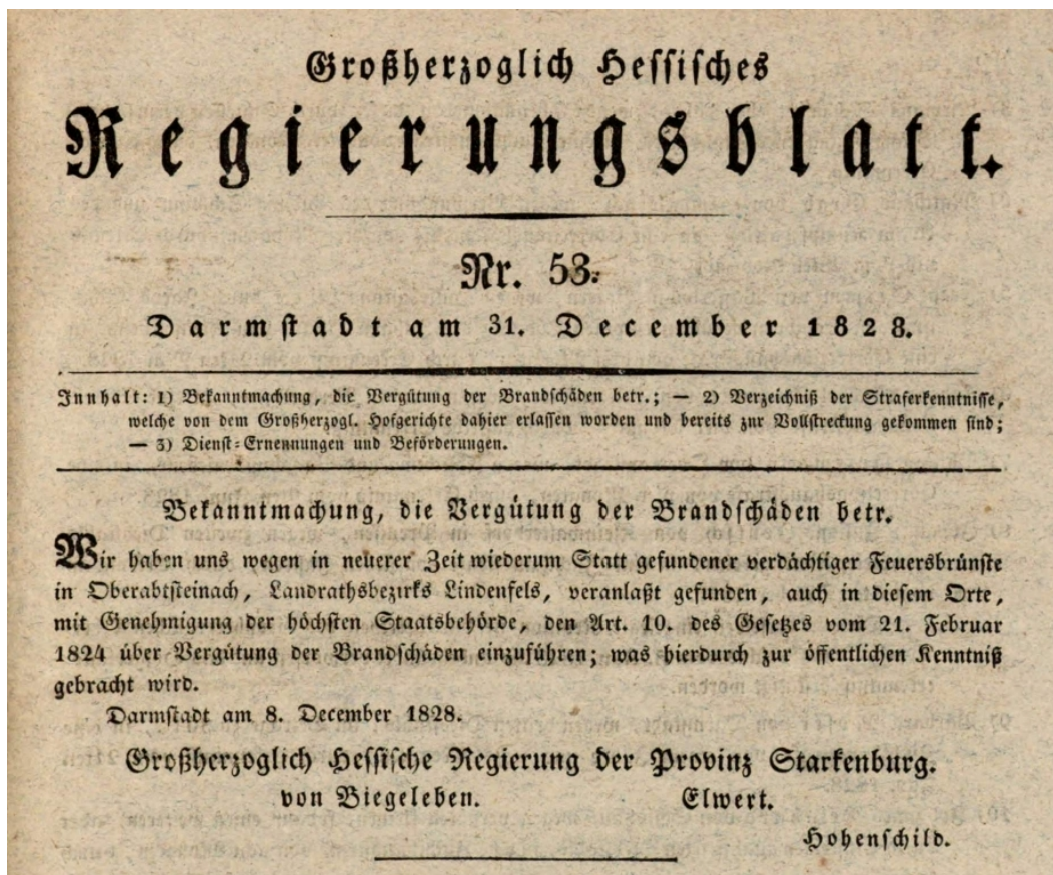 Großherzoglich Hessisches
Regierungsblatt.
Nr. 53.
Darmstadt am 31. December 1828.
Innhalt: 1) Bekanntmachung, die Vergütung der Brandschäden betr.; — 2) Verzeichniß der Straferkenntnisse,
welche von dem Großherzogl. Hofgerichte dahier erlassen worden und bereits zur Vollstreckung gekommen sind;
— 3) Dienst-Ernennungen und Beförderungen.
Bekanntmachung, die Vergütung der Brandschäden betr.
Wir haben uns wegen in neuerer Zeit wiederum Statt gefundener verdächtiger Feuersbrünste
in Oberabtsteinach, Landrathsbezirks Lindenfels, veranlaßt gefunden, auch in diesem Orte,
mit Genehmigung der höchsten Staatsbehörde, den Art. 10. des Gesetzes vom 21. Februar
1824 über Vergütung der Brandschäden einzuführen; was hierdurch zur öffentlichen Kenntniß
gebracht wird.
Darmstadt am 8. December 1828.
Großherzoglich Hessische Regierung der Provinz Starkenburg.
von Biegeleben. Elwert.
Hohenschild.